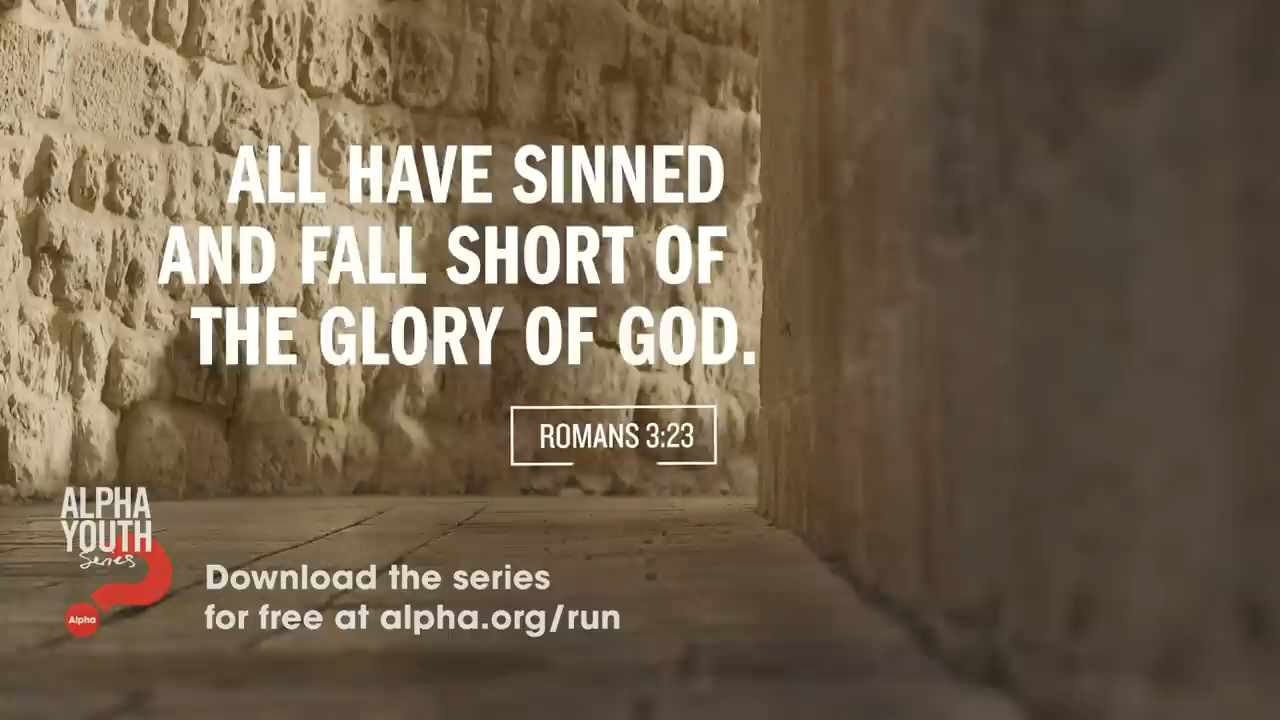 ALL HAVE SINNED
AND FALL SHORT OF
THE GLORY OF GOD.
ROMANS 3:23
ALPHA
YOUTH
Series
Alpha
Download the series
for free at alpha.org/run